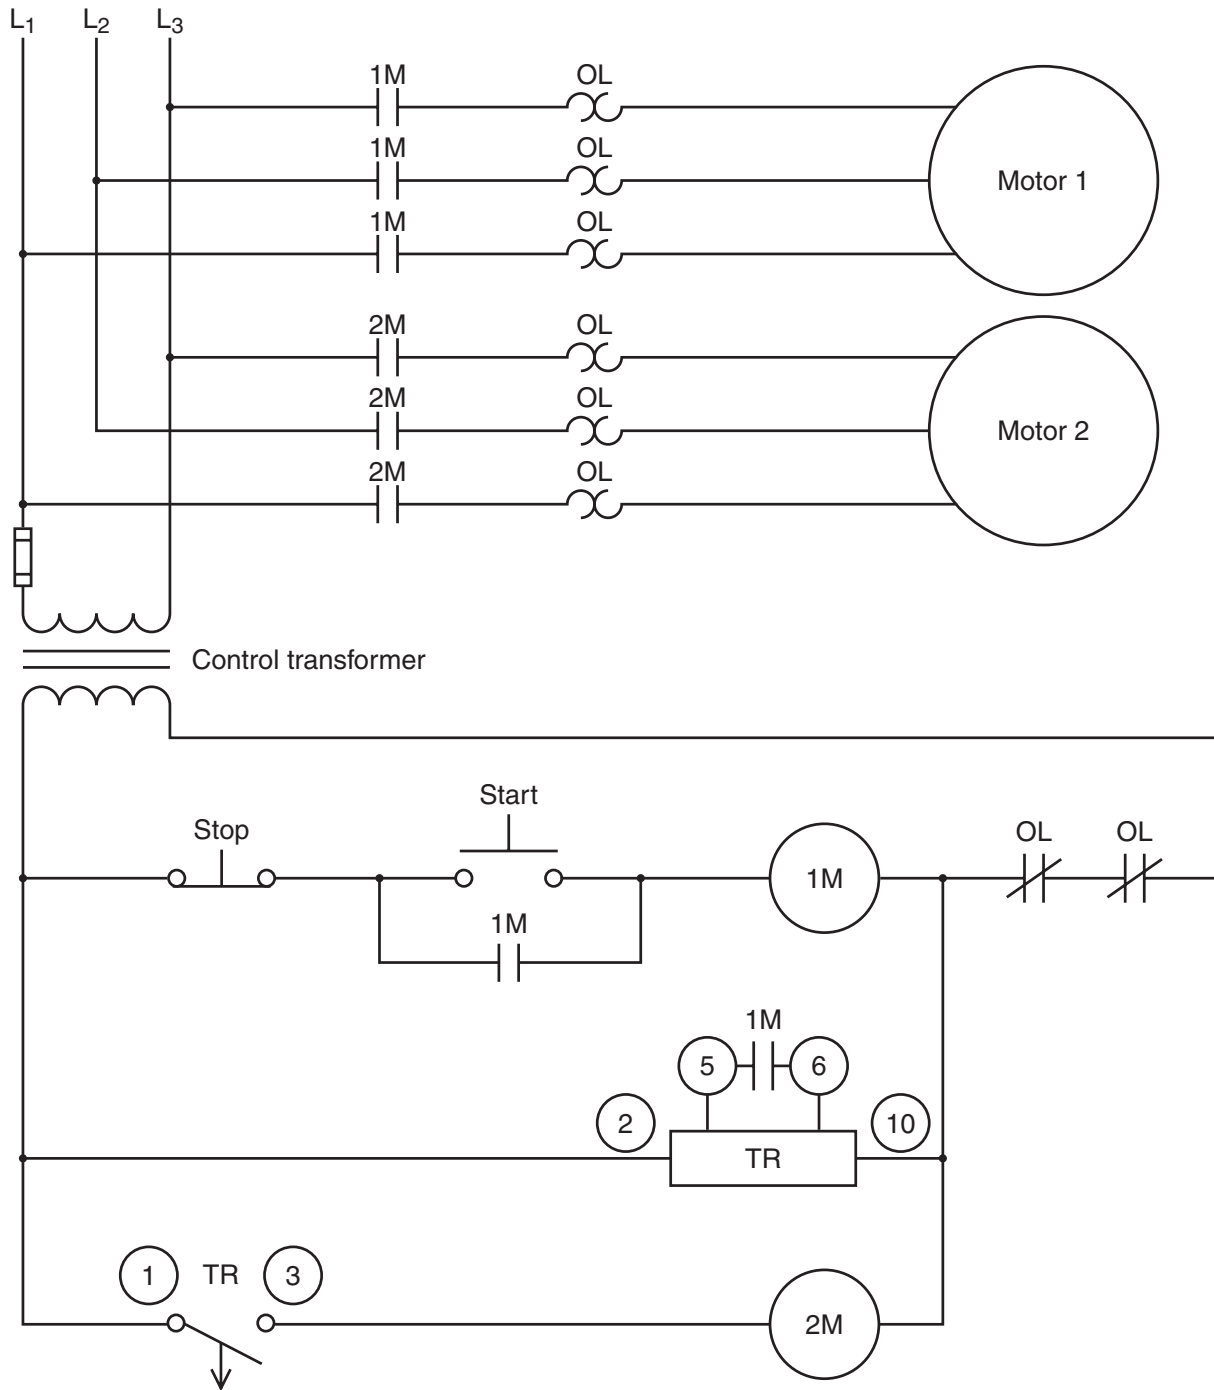 L1 L2 L3
1M OL
1M OL
Motor 1
1M OL
2M OL
2M OL
Motor 2
2M OL
Control transformer
Start
Stop
1M
OL OL
1M
1M
5 6
2 10
TR
1 TR 3
2M